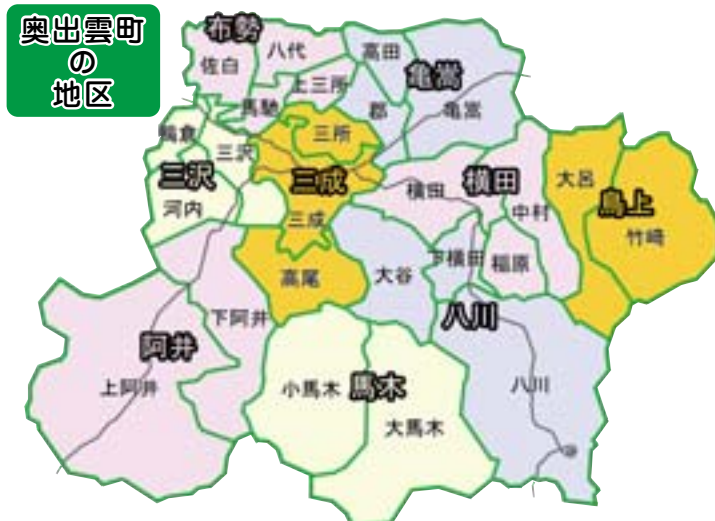 奥出雲町
の
地区
布勢
八代
佐白
上三所
馬馳
高田
亀嵩
郡
亀嵩
鴨倉
三沢
三沢
河内
三所
三成
三成
高尾
横田
横田
中村
大呂
鳥上
竹崎
大谷
下横田
稲原
八川
八川
下阿井
阿井
上阿井
小馬木
馬木
大馬木